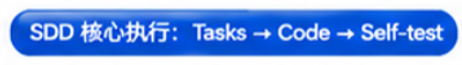 SDD 核心执行：Tasks → Code → Self-test